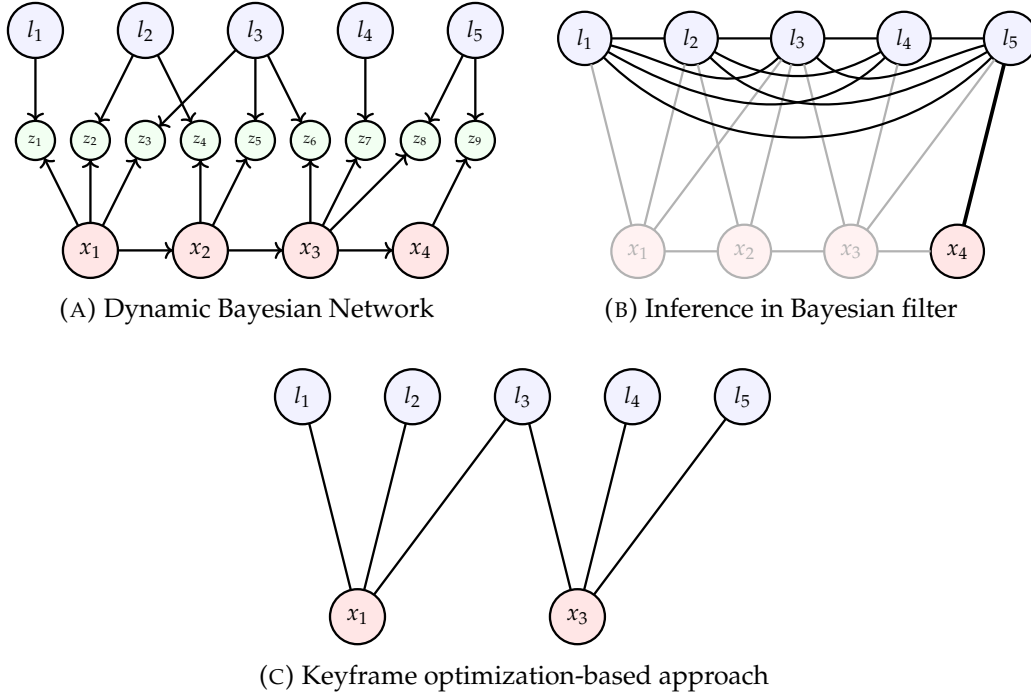 l₁ l₂ l₃ l₄ l₅
z₁ z₂ z₃ z₄ z₅ z₆ z₇ z₈ z₉
x₁ x₂ x₃ x₄
(A) Dynamic Bayesian Network
l₁ l₂ l₃ l₄ l₅
x₁ x₂ x₃ x₄
(B) Inference in Bayesian filter
l₁ l₂ l₃ l₄ l₅
x₁ x₃
(C) Keyframe optimization-based approach